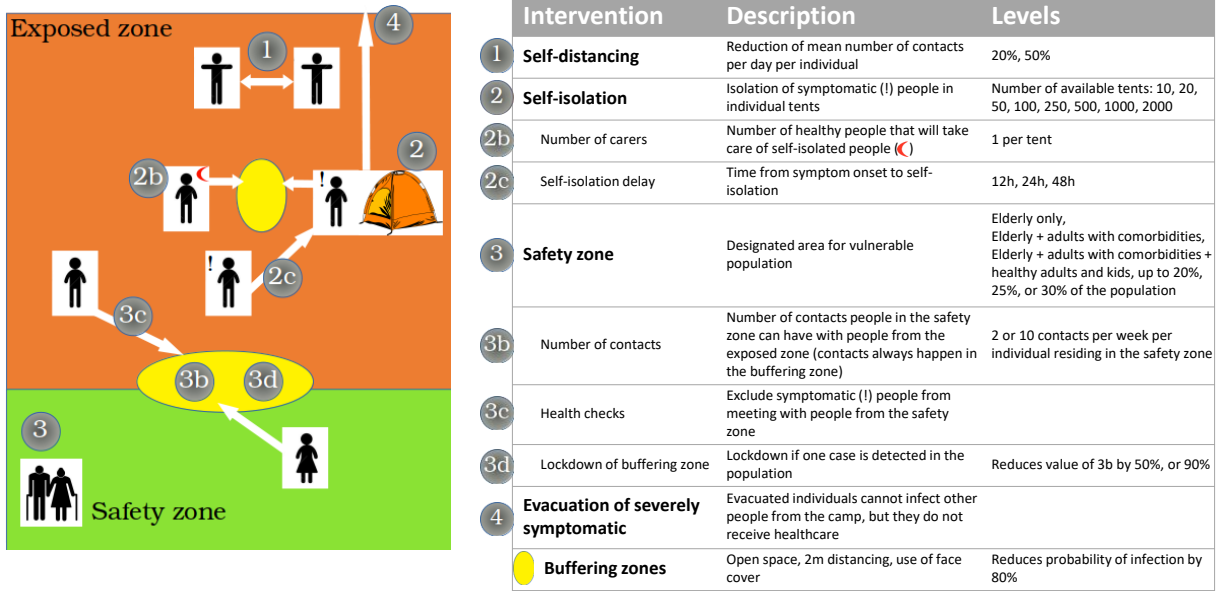 Exposed zone
4
1
2
2b
!
!
2c
3c
3b
3d
3
Safety zone
Intervention Description Levels
1 Self-distancing Reduction of mean number of contacts
per day per individual 20%, 50%
2 Self-isolation Isolation of symptomatic (!) people in
individual tents Number of available tents: 10, 20,
50, 100, 250, 500, 1000, 2000
2b Number of carers Number of healthy people that will take
care of self-isolated people ( ) 1 per tent
2c Self-isolation delay Time from symptom onset to self-
isolation 12h, 24h, 48h
3 Safety zone Designated area for vulnerable
population Elderly only,
Elderly + adults with comorbidities,
Elderly + adults with comorbidities +
healthy adults and kids, up to 20%,
25%, or 30% of the population
3b Number of contacts Number of contacts people in the safety
zone can have with people from the
exposed zone (contacts always happen in
the buffering zone) 2 or 10 contacts per week per
individual residing in the safety zone
3c Health checks Exclude symptomatic (!) people from
meeting with people from the safety
zone
3d Lockdown of buffering zone Lockdown if one case is detected in the
population Reduces value of 3b by 50%, or 90%
4 Evacuation of severely
symptomatic Evacuated individuals cannot infect other
people from the camp, but they do not
receive healthcare
Buffering zones Open space, 2m distancing, use of face
cover Reduces probability of infection by
80%